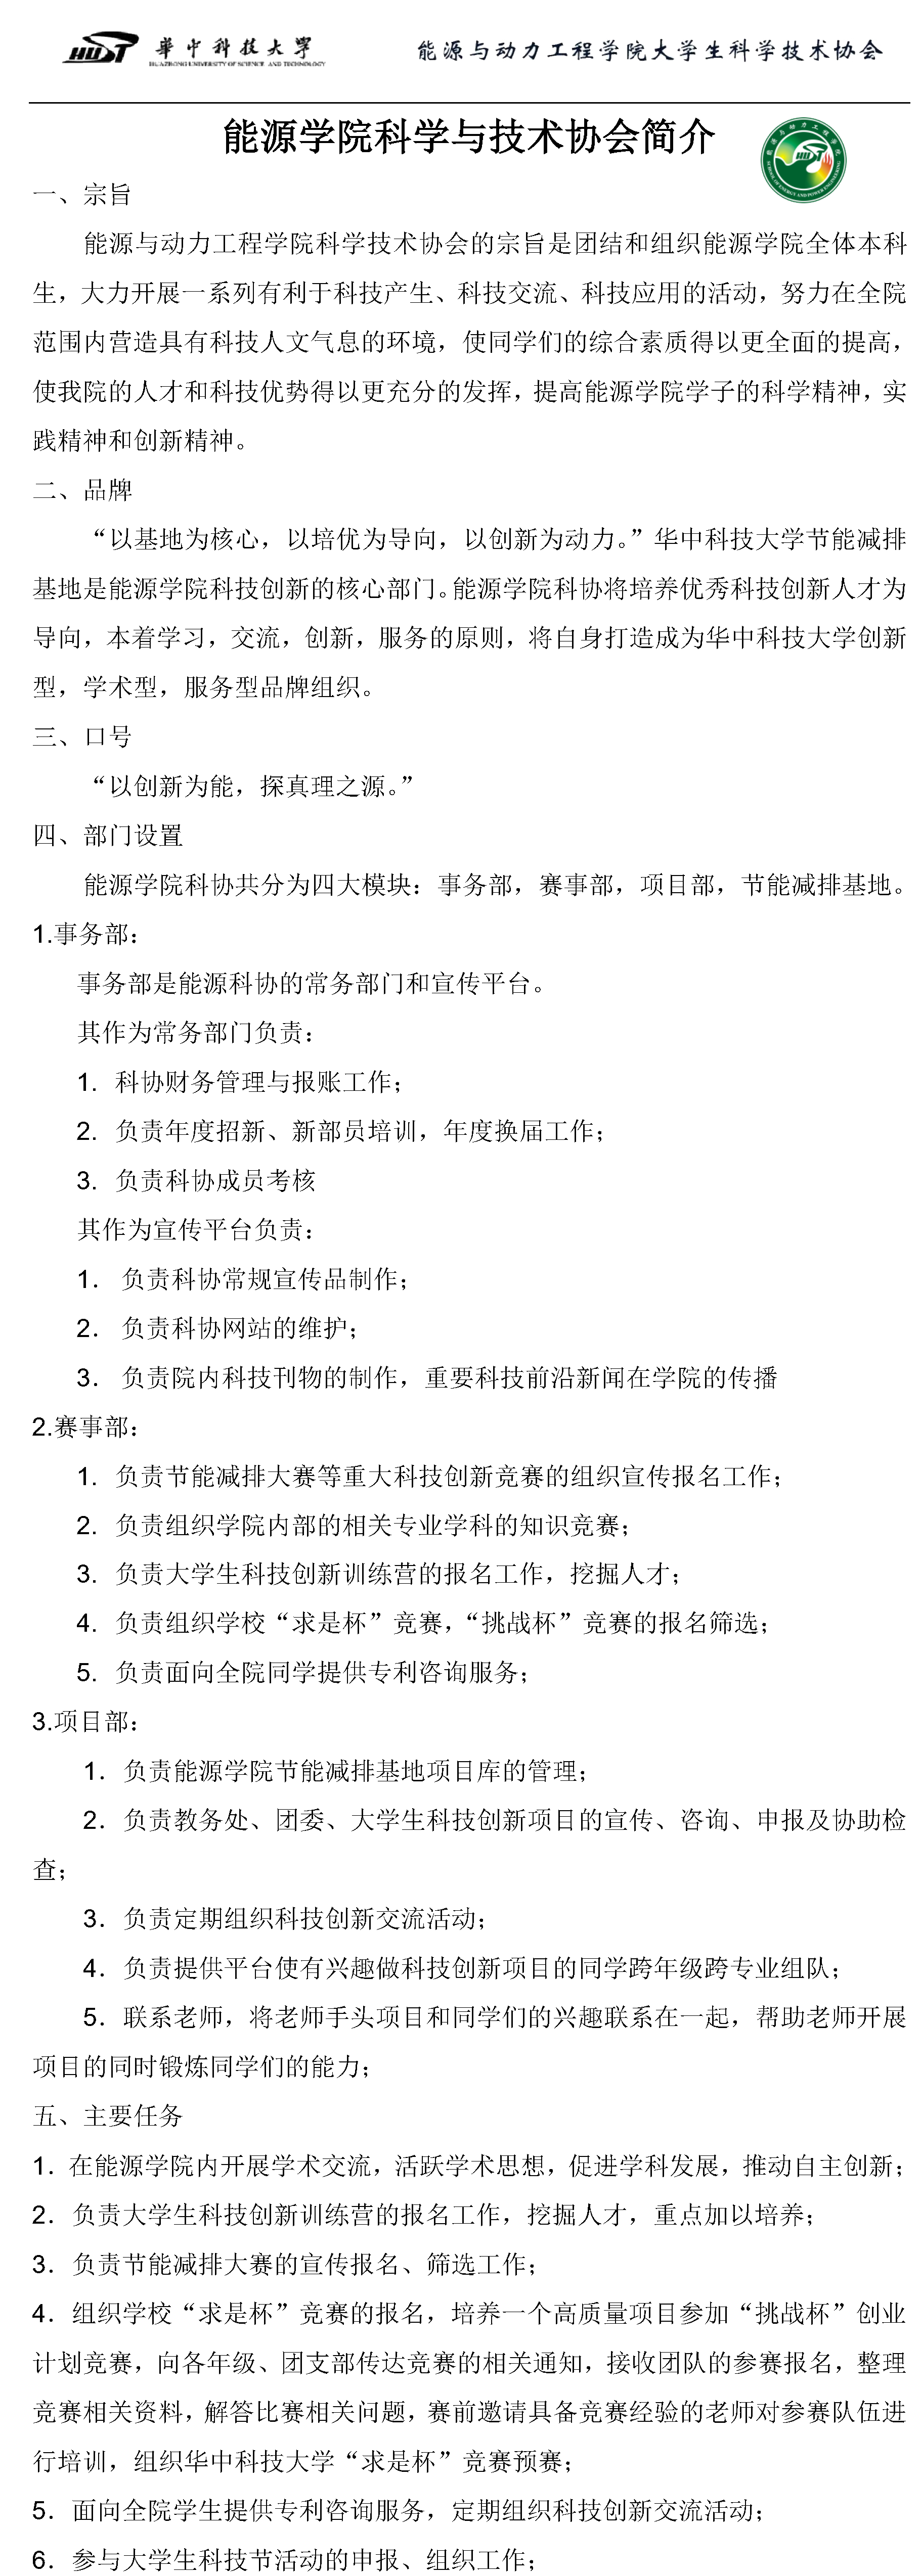 HUST 華中科技大學
HUAZHONG UNIVERSITY OF SCIENCE AND TECHNOLOGY
能源与动力工程学院大学生科学技术协会
能源学院科学与技术协会简介
能源与动力工程学院
SCHOOL OF ENERGY AND POWER ENGINEERING
HUST
一、宗旨
能源与动力工程学院科学技术协会的宗旨是团结和组织能源学院全体本科
生，大力开展一系列有利于科技产生、科技交流、科技应用的活动，努力在全院
范围内营造具有科技人文气息的环境，使同学们的综合素质得以更全面的提高，
使我院的人才和科技优势得以更充分的发挥，提高能源学院学子的科学精神，实
践精神和创新精神。
二、品牌
“以基地为核心，以培优为导向，以创新为动力。”华中科技大学节能减排
基地是能源学院科技创新的核心部门。能源学院科协将培养优秀科技创新人才为
导向，本着学习，交流，创新，服务的原则，将自身打造成为华中科技大学创新
型，学术型，服务型品牌组织。
三、口号
“以创新为能，探真理之源。”
四、部门设置
能源学院科协共分为四大模块：事务部，赛事部，项目部，节能减排基地。
1.事务部：
事务部是能源科协的常务部门和宣传平台。
其作为常务部门负责：
1. 科协财务管理与报账工作；
2. 负责年度招新、新部员培训，年度换届工作；
3. 负责科协成员考核
其作为宣传平台负责：
1. 负责科协常规宣传品制作；
2. 负责科协网站的维护；
3. 负责院内科技刊物的制作，重要科技前沿新闻在学院的传播
2.赛事部：
1. 负责节能减排大赛等重大科技创新竞赛的组织宣传报名工作；
2. 负责组织学院内部的相关专业学科的知识竞赛；
3. 负责大学生科技创新训练营的报名工作，挖掘人才；
4. 负责组织学校“求是杯”竞赛，“挑战杯”竞赛的报名筛选；
5. 负责面向全院同学提供专利咨询服务；
3.项目部：
1. 负责能源学院节能减排基地项目库的管理；
2. 负责教务处、团委、大学生科技创新项目的宣传、咨询、申报及协助检
查；
3. 负责定期组织科技创新交流活动；
4. 负责提供平台使有兴趣做科技创新项目的同学跨年级跨专业组队；
5. 联系老师，将老师手头项目和同学们的兴趣联系在一起，帮助老师开展
项目的同时锻炼同学们的能力；
五、主要任务
1. 在能源学院内开展学术交流，活跃学术思想，促进学科发展，推动自主创新；
2. 负责大学生科技创新训练营的报名工作，挖掘人才，重点加以培养；
3. 负责节能减排大赛的宣传报名、筛选工作；
4. 组织学校“求是杯”竞赛的报名，培养一个高质量项目参加“挑战杯”创业
计划竞赛，向各年级、团支部传达竞赛的相关通知，接收团队的参赛报名，整理
竞赛相关资料，解答比赛相关问题，赛前邀请具备竞赛经验的老师对参赛队伍进
行培训，组织华中科技大学“求是杯”竞赛预赛；
5. 面向全院学生提供专利咨询服务，定期组织科技创新交流活动；
6. 参与大学生科技节活动的申报、组织工作；